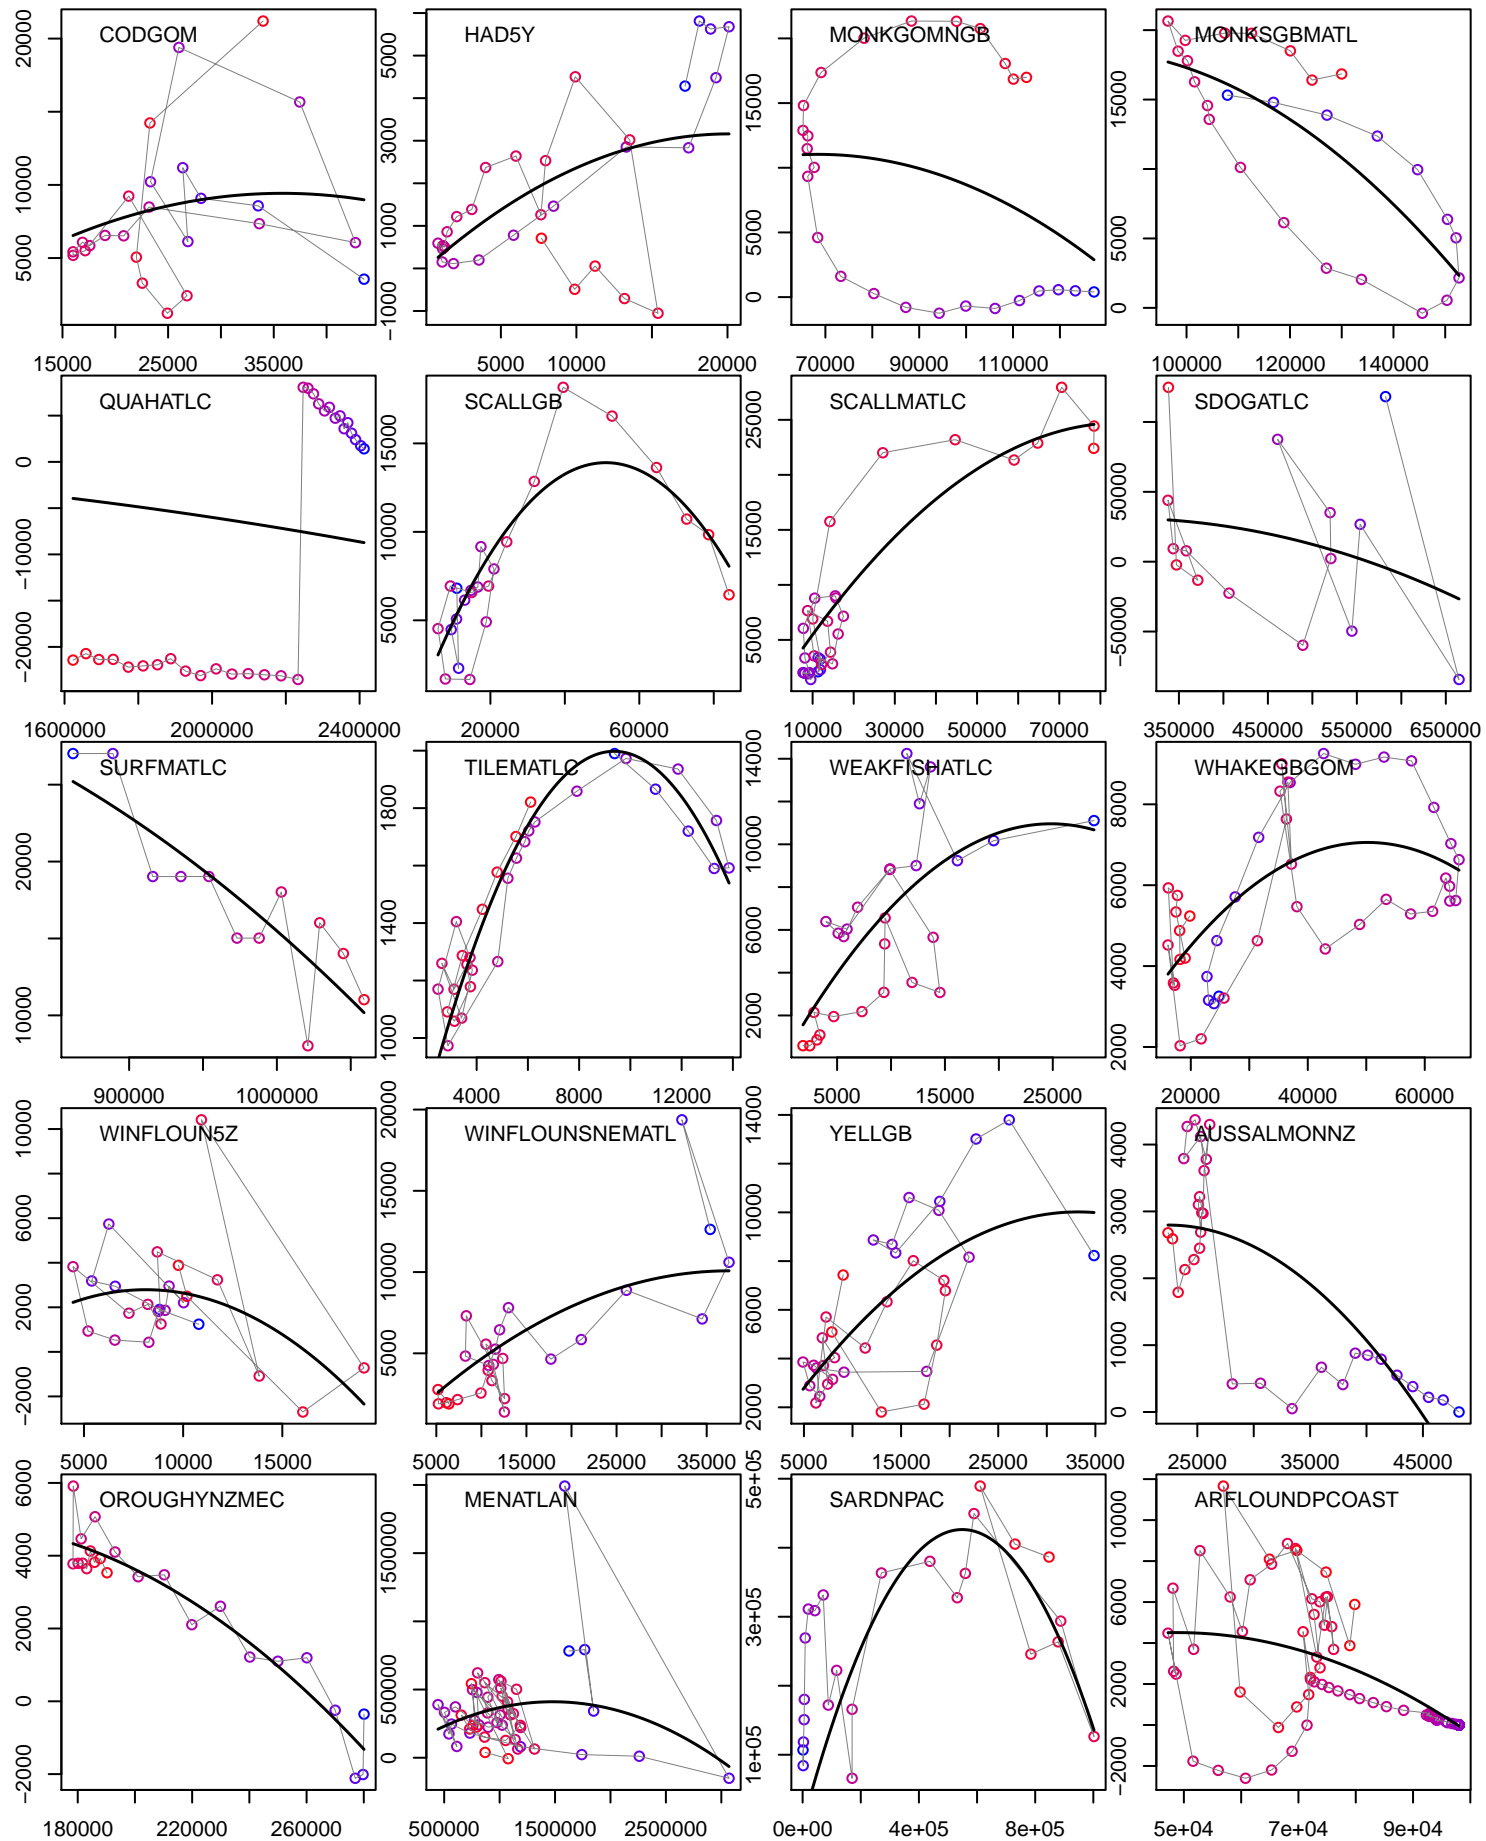 CODGOM
20000
10000
5000
15000 25000 35000
HAD5Y
5000
3000
1000
−1000
5000 10000 20000
MONKGOMNGB
15000
5000
0
70000 90000 110000
MONKSGBMATL
15000
5000
0
100000 120000 140000
QUAHATLC
0
−10000
−20000
1600000 2000000 2400000
SCALLGB
15000
10000
5000
20000 60000
SCALLMATLC
25000
15000
5000
10000 30000 50000 70000
SDOGATLC
50000
0
−50000
350000 450000 550000 650000
SURFMATLC
20000
10000
900000 1000000
TILEMATLC
1800
1400
1000
4000 8000 12000
WEAKFISHATLC
14000
10000
6000
2000
5000 15000 25000
WHAKEGBGOM
8000
6000
4000
2000
20000 40000 60000
WINFLOUN5Z
10000
6000
2000
−2000
5000 10000 15000
WINFLOUNSNEMATL
20000
15000
10000
5000
5000 15000 25000 35000
YELLGB
14000
10000
6000
2000
5000 15000 25000 35000
AUSSALMONNZ
4000
3000
1000
0
25000 35000 45000
OROUGHYNZMEC
6000
4000
2000
0
−2000
180000 220000 260000
MENATLAN
1500000
500000
0
500000 1500000 2500000
SARDNPAC
5e+05
3e+05
1e+05
0e+00 4e+05 8e+05
ARFLOUNDPCOAST
10000
6000
2000
−2000
5e+04 7e+04 9e+04